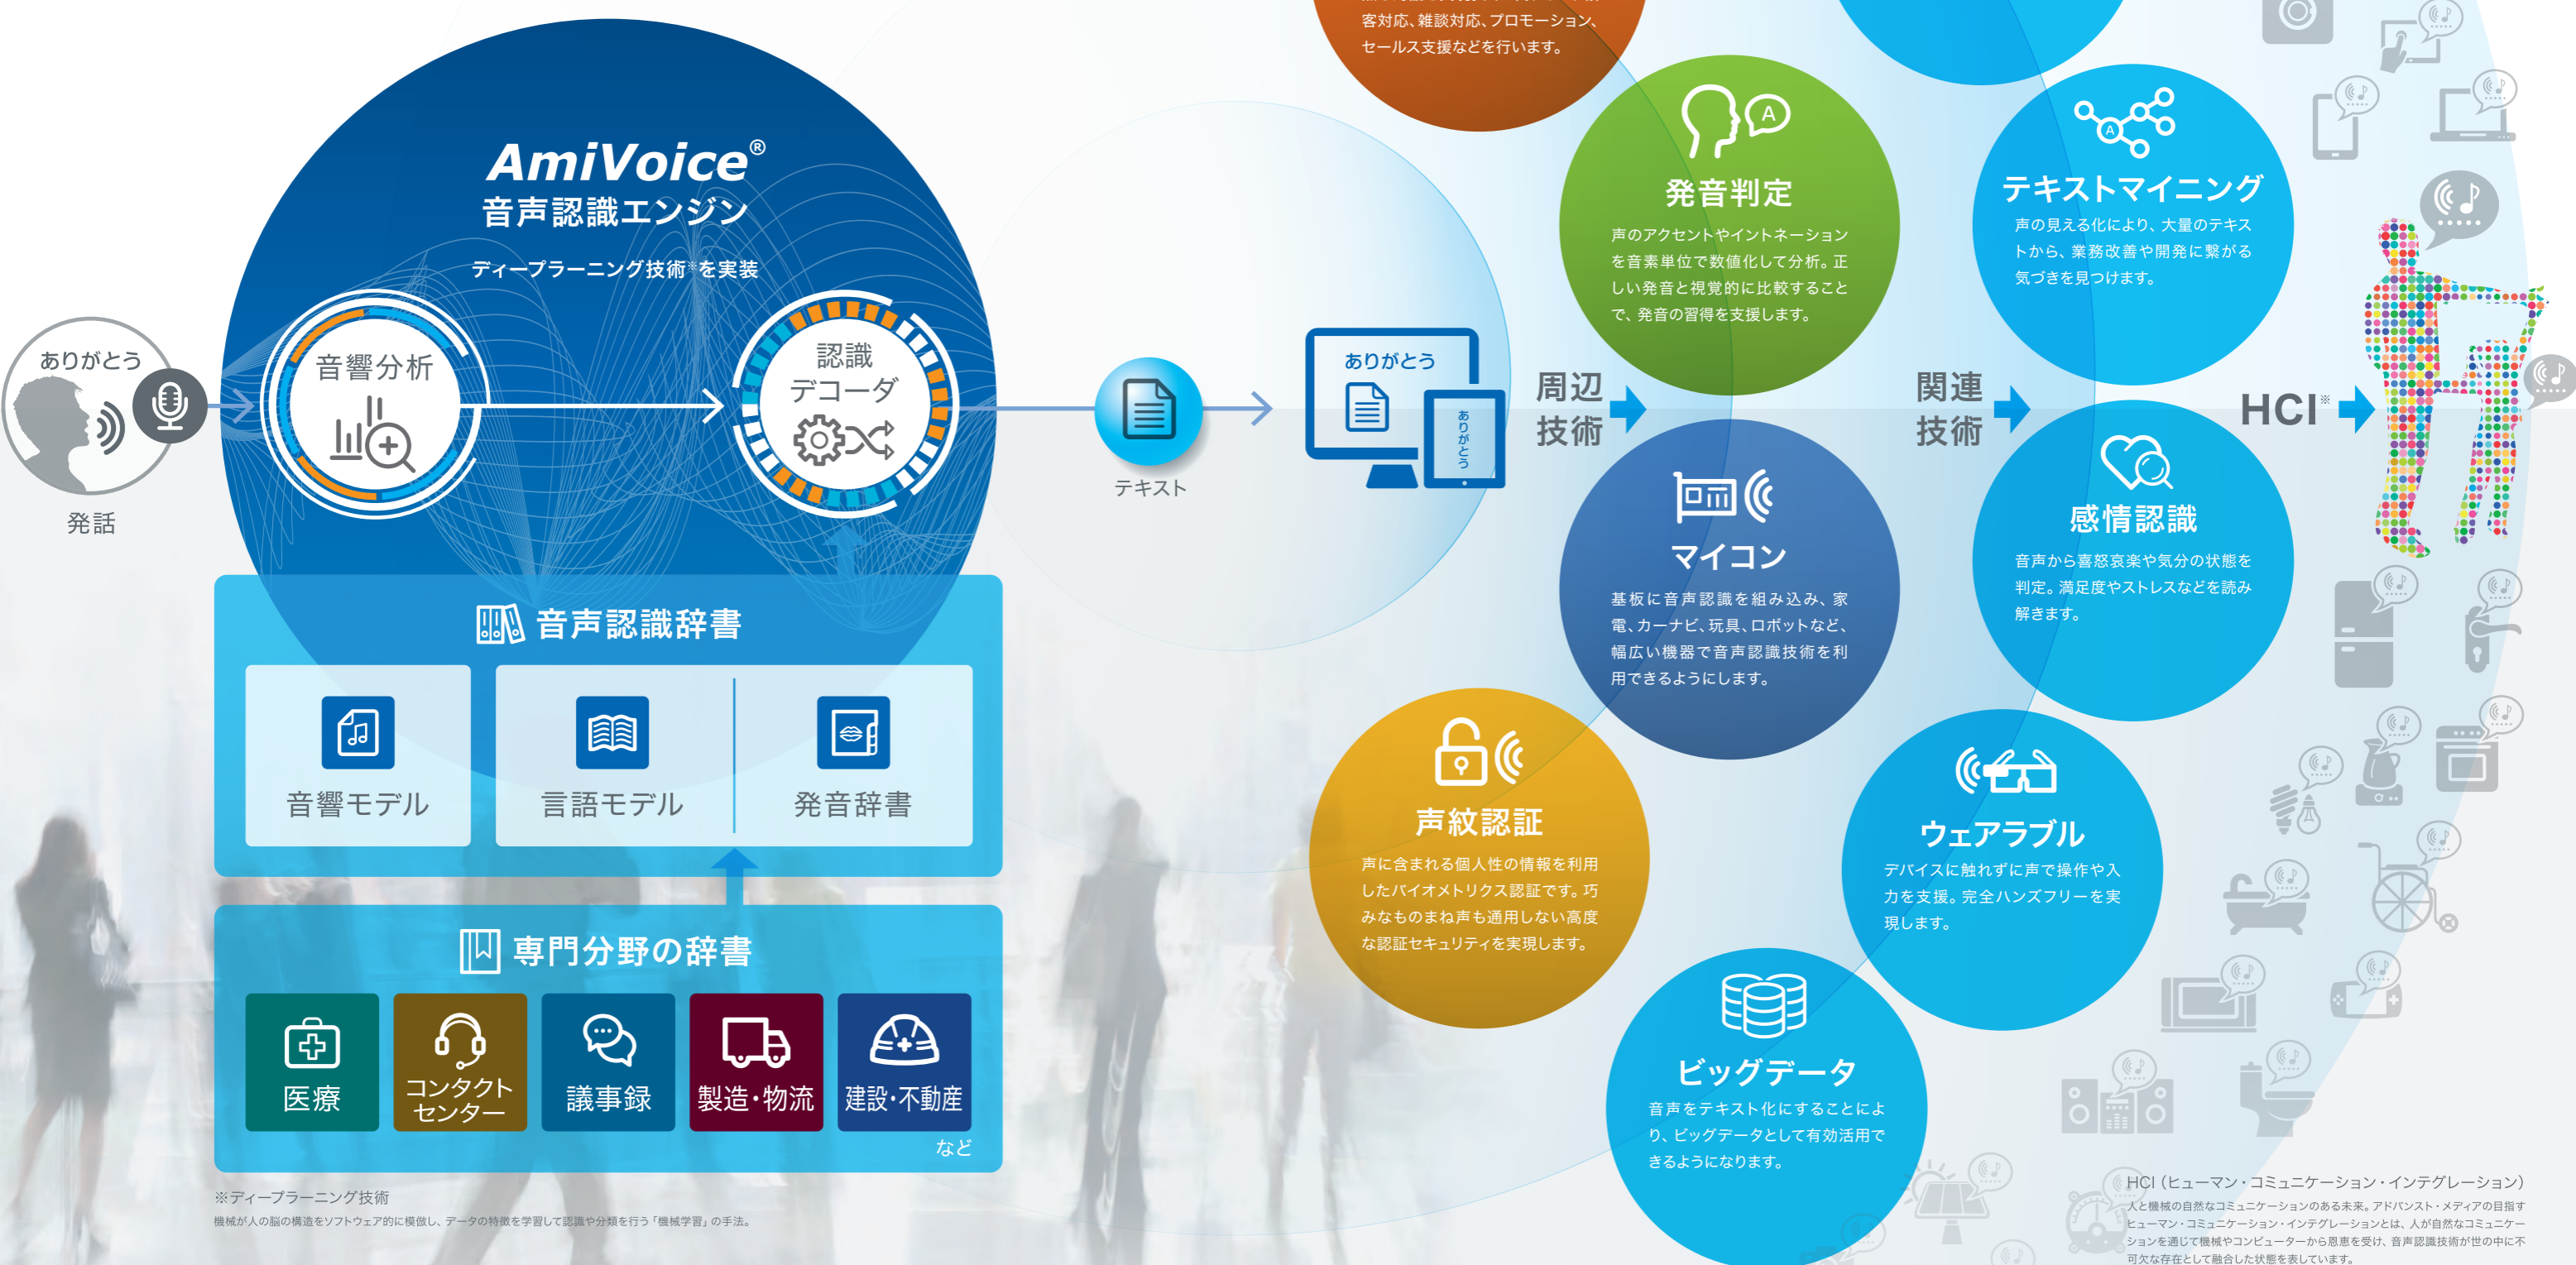 客対応、雑談対応、プロモーション、
セールス支援などを行います。
AmiVoice®
音声認識エンジン
ディープラーニング技術※を実装
ありがとう
発話
音響分析
認識
デコーダ
テキスト
ありがとう
ありがとう
音声認識辞書
音響モデル
言語モデル
発音辞書
専門分野の辞書
医療
コンタクト
センター
議事録
製造・物流
建設・不動産
など
※ディープラーニング技術
機械が人の脳の構造をソフトウェア的に模倣し、データの特徴を学習して認識や分類を行う「機械学習」の手法。
周辺
技術
A
発音判定
声のアクセントやイントネーション
を音素単位で数値化して分析。正
しい発音と視覚的に比較すること
で、発音の習得を支援します。
マイコン
基板に音声認識を組み込み、家
電、カーナビ、玩具、ロボットなど、
幅広い機器で音声認識技術を利
用できるようにします。
声紋認証
声に含まれる個人性の情報を利用
したバイオメトリクス認証です。巧
みなものまね声も通用しない高度
な認証セキュリティを実現します。
関連
技術
A
テキストマイニング
声の見える化により、大量のテキス
トから、業務改善や開発に繋がる
気づきを見つけます。
感情認識
音声から喜怒哀楽や気分の状態を
判定。満足度やストレスなどを読み
解きます。
ウェアラブル
デバイスに触れずに声で操作や入
力を支援。完全ハンズフリーを実
現します。
ビッグデータ
音声をテキスト化にすることによ
り、ビッグデータとして有効活用で
きるようになります。
HCI※
HCI（ヒューマン・コミュニケーション・インテグレーション）
人と機械の自然なコミュニケーションのある未来。アドバンスト・メディアの目指す
ヒューマン・コミュニケーション・インテグレーションとは、人が自然なコミュニケー
ションを通じて機械やコンピューターから恩恵を受け、音声認識技術が世の中に不
可欠な存在として融合した状態を表しています。